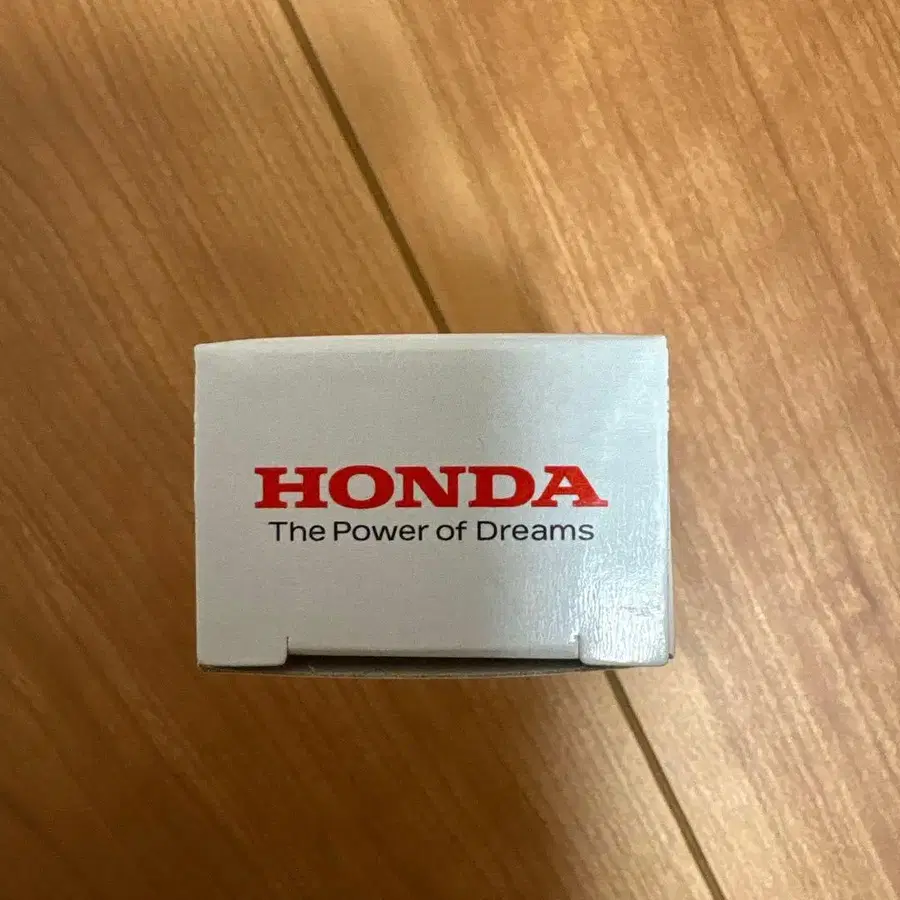 HONDA
The Power of Dreams